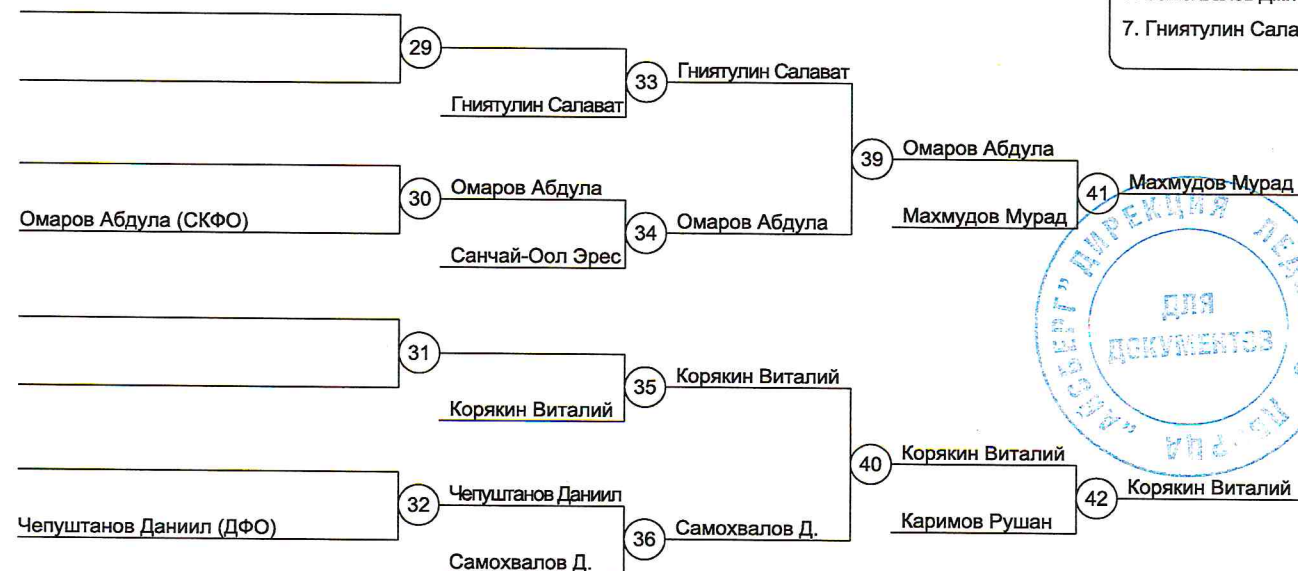 7. Гниятулин Сала
29
Гниятулин Салават
33
Гниятулин Салават
Омаров Абдула (СКФО)
30
Омаров Абдула
Санчай-Оол Эрес
34
Омаров Абдула
39
Омаров Абдула
Махмудов Мурад
41
Махмудов Мурад
31
Корякин Виталий
35
Корякин Виталий
Чепуштанов Даниил (ДФО)
32
Чепуштанов Даниил
Самохвалов Д.
36
Самохвалов Д.
40
Корякин Виталий
Каримов Рушан
42
Корякин Виталий
ДИРЕКЦИЯ
"АЙСБЕРГ"
ДЛЯ
ДОКУМЕНТОВ